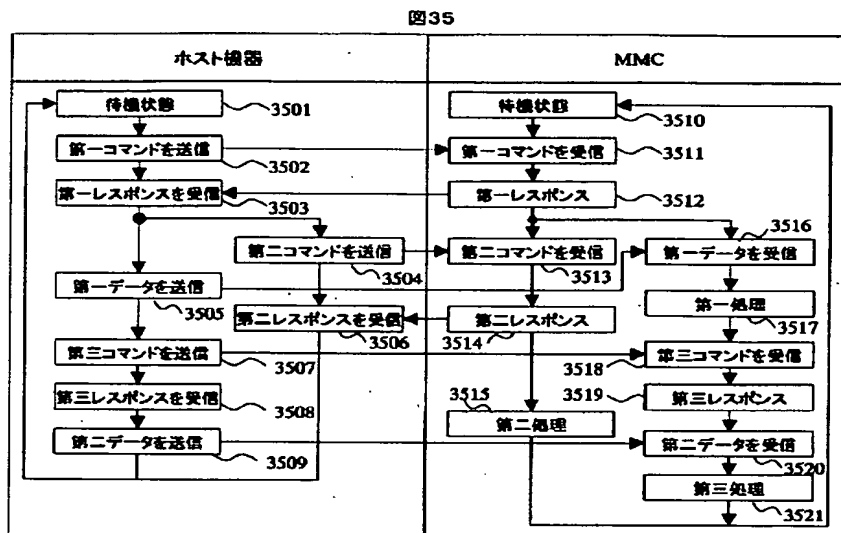 図35
ホスト機器
MMC
待機状態
3501
第一コマンドを送信
3502
第一レスポンスを受信
3503
第二コマンドを送信
3504
第一データを送信
3505
第二レスポンスを受信
3506
第三コマンドを送信
3507
第三レスポンスを受信
3508
第二データを送信
3509
待機状態
3510
第一コマンドを受信
3511
第一レスポンス
3512
第二コマンドを受信
3513
第二レスポンス
3514
3515
第二処理
3516
第一データを受信
第一処理
3517
第三コマンドを受信
3518
3519
第三レスポンス
第二データを受信
3520
第三処理
3521